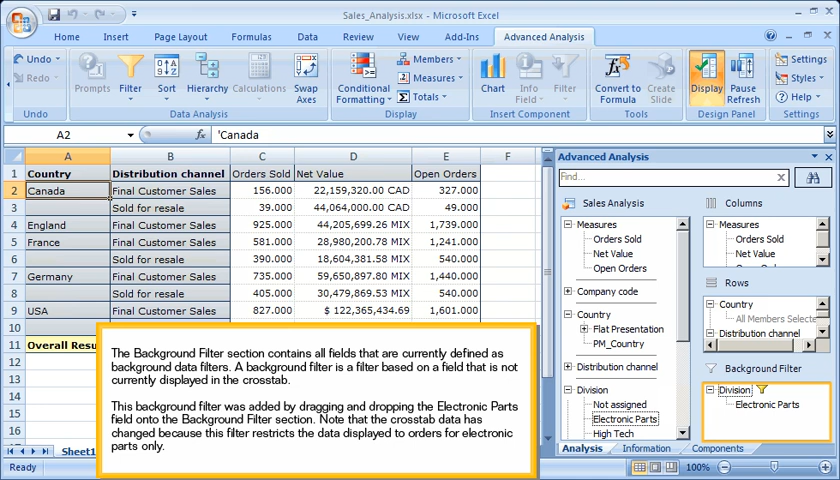 Sales_Analysis.xlsx - Microsoft Excel
Home Insert Page Layout Formulas Data Review View Add-Ins Advanced Analysis
Undo
Redo
Prompts Filter Sort Hierarchy Calculations Swap Axes
Conditional Formatting
Members
Measures
Totals
Chart Info Field Filter
Convert to Formula Create Slide
Display Pause Refresh
Settings
Styles
Help
Undo Data Analysis Display Insert Component Tools Design Panel Settings
A2 fx 'Canada
A B C D E F
1 Country Distribution channel Orders Sold Net Value Open Orders
2 Canada Final Customer Sales 156.000 22,159,320.00 CAD 327.000
3 Sold for resale 39.000 44,064,000.00 CAD 49.000
4 England Final Customer Sales 925.000 44,205,699.26 MIX 1,739.000
5 France Final Customer Sales 581.000 28,980,200.78 MIX 1,241.000
6 Sold for resale 390.000 18,604,381.58 MIX 540.000
7 Germany Final Customer Sales 735.000 59,650,897.80 MIX 1,440.000
8 Sold for resale 405.000 30,479,869.53 MIX 540.000
9 USA Final Customer Sales 827.000 $ 122,365,434.69 1,601.000
10
11 Overall Resu
12
13
14
15
16
17
The Background Filter section contains all fields that are currently defined as
background data filters. A background filter is a filter based on a field that is not
currently displayed in the crosstab.
This background filter was added by dragging and dropping the Electronic Parts
field onto the Background Filter section. Note that the crosstab data has
changed because this filter restricts the data displayed to orders for electronic
parts only.
Advanced Analysis
Find...
Sales Analysis
Measures
Orders Sold
Net Value
Open Orders
Company code
Country
Flat Presentation
PM_Country
Distribution channel
Division
Not assigned
Electronic Parts
High Tech
Columns
Measures
Orders Sold
Net Value
Rows
Country
All Members Selecte
Distribution channel
Background Filter
Division
Electronic Parts
Analysis Information Components
Sheet1
Ready
100%